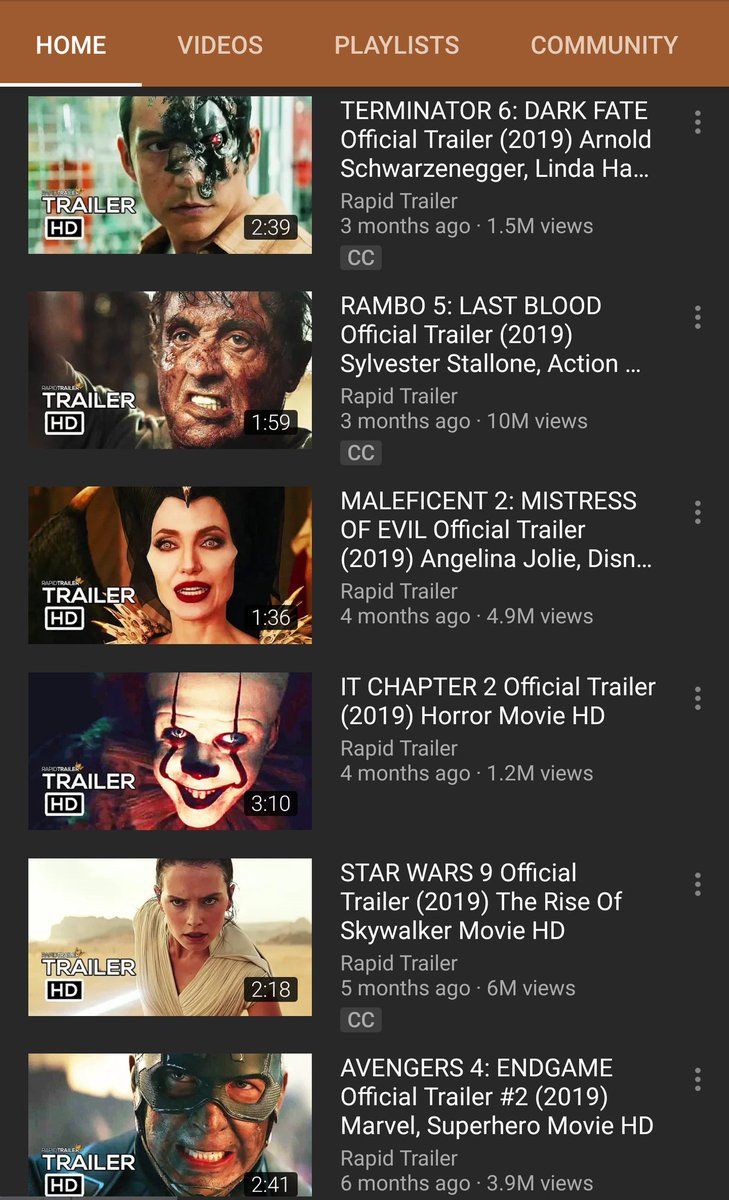 HOME VIDEOS PLAYLISTS COMMUNITY
RAPID TRAILER
TRAILER
HD
2:39
TERMINATOR 6: DARK FATE
Official Trailer (2019) Arnold
Schwarzenegger, Linda Ha...
Rapid Trailer
3 months ago · 1.5M views
CC
RAPID TRAILER
TRAILER
HD
1:59
RAMBO 5: LAST BLOOD
Official Trailer (2019)
Sylvester Stallone, Action ...
Rapid Trailer
3 months ago · 10M views
CC
RAPID TRAILER
TRAILER
HD
1:36
MALEFICENT 2: MISTRESS
OF EVIL Official Trailer
(2019) Angelina Jolie, Disn...
Rapid Trailer
4 months ago · 4.9M views
RAPID TRAILER
TRAILER
HD
3:10
IT CHAPTER 2 Official Trailer
(2019) Horror Movie HD
Rapid Trailer
4 months ago · 1.2M views
RAPID TRAILER
TRAILER
HD
2:18
STAR WARS 9 Official
Trailer (2019) The Rise Of
Skywalker Movie HD
Rapid Trailer
5 months ago · 6M views
CC
RAPID TRAILER
TRAILER
HD
2:41
AVENGERS 4: ENDGAME
Official Trailer #2 (2019)
Marvel, Superhero Movie HD
Rapid Trailer
6 months ago · 3.9M views